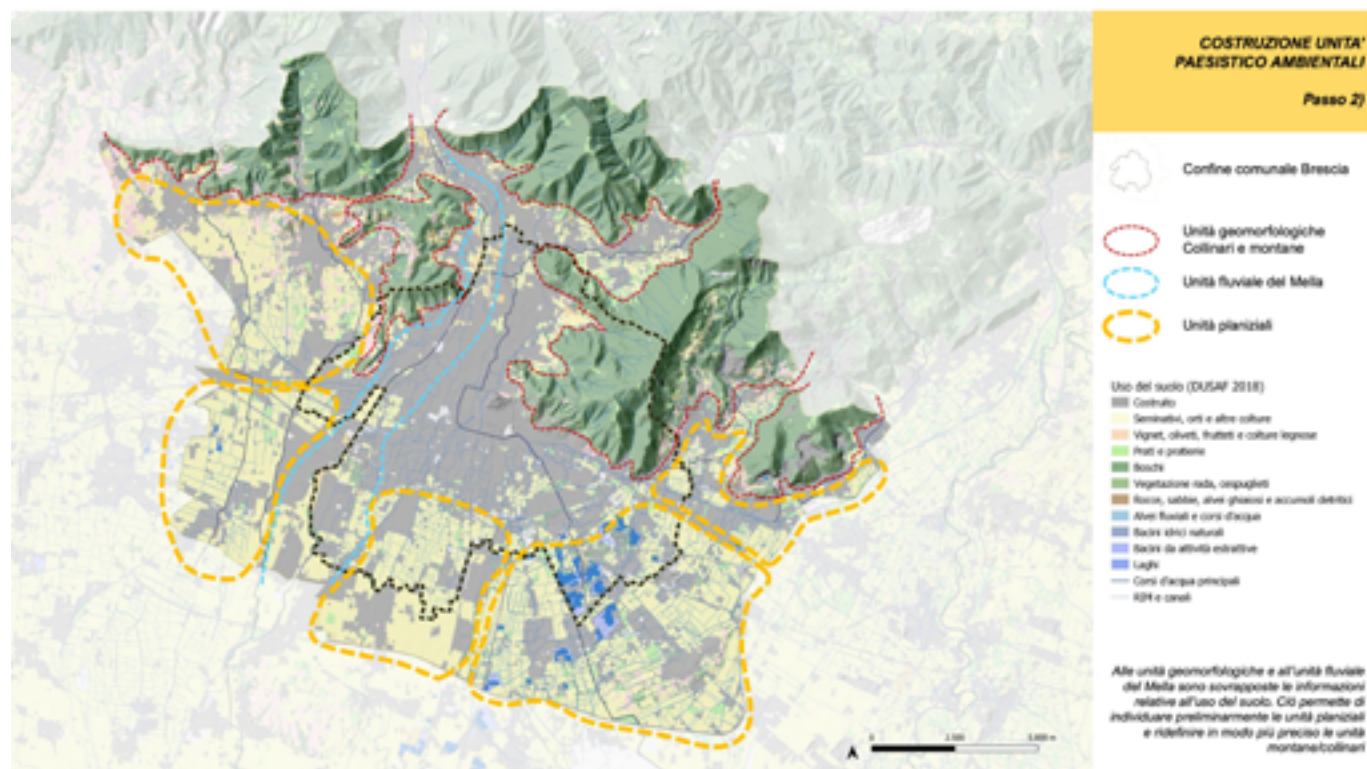 COSTRUZIONE UNITA'
PAESISTICO AMBIENTALI
Passo 2)
Confine comunale Brescia
Unità geomorfologiche
Collinari e montane
Unità fluviale del Mella
Unità planiziali
Uso del suolo (DUSAF 2018)
Costruito
Seminativi, orti e altre colture
Vigneti, oliveti, frutteti e colture legnose
Prati e praterie
Boschi
Vegetazione rada, cespuglieti
Rocce, sabbie, alvei ghiaiosi e accumoli detritici
Alvei fluviali e corsi d'acqua
Bacini idrici naturali
Bacini da attività estrattive
Laghi
Corsi d'acqua principali
RIM e canali
Alle unità geomorfologiche e all'unità fluviale
del Mella sono sovrapposte le informazioni
relative all'uso del suolo. Ciò permette di
individuare preliminarmente le unità planiziali
e ridefinire in modo più preciso le unità
montane/collinari
A
0 2.500 5.000 m